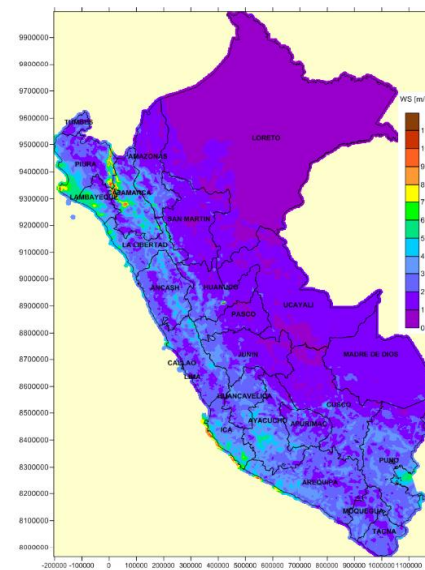 9900000
9800000
9700000
9600000
9500000
9400000
9300000
9200000
9100000
9000000
8900000
8800000
8700000
8600000
8500000
8400000
8300000
8200000
8100000
8000000
WS [m/
9
8
7
6
5
4
3
2
1
0
TUMBES
PIURA
AMAZONAS
LORETO
LAMBAYEQUE
CAJAMARCA
SAN MARTIN
LA LIBERTAD
ANCASH
HUANUCO
UCAYALI
PASCO
JUNIN
MADRE DE DIOS
CALLAO
LIMA
HUANCAVELICA
CUSCO
ICA
AYACUCHO
APURIMAC
PUNO
AREQUIPA
MOQUEGUA
TACNA
-200000 -100000 0 100000 200000 300000 400000 500000 600000 700000 800000 900000 1000000 1100000